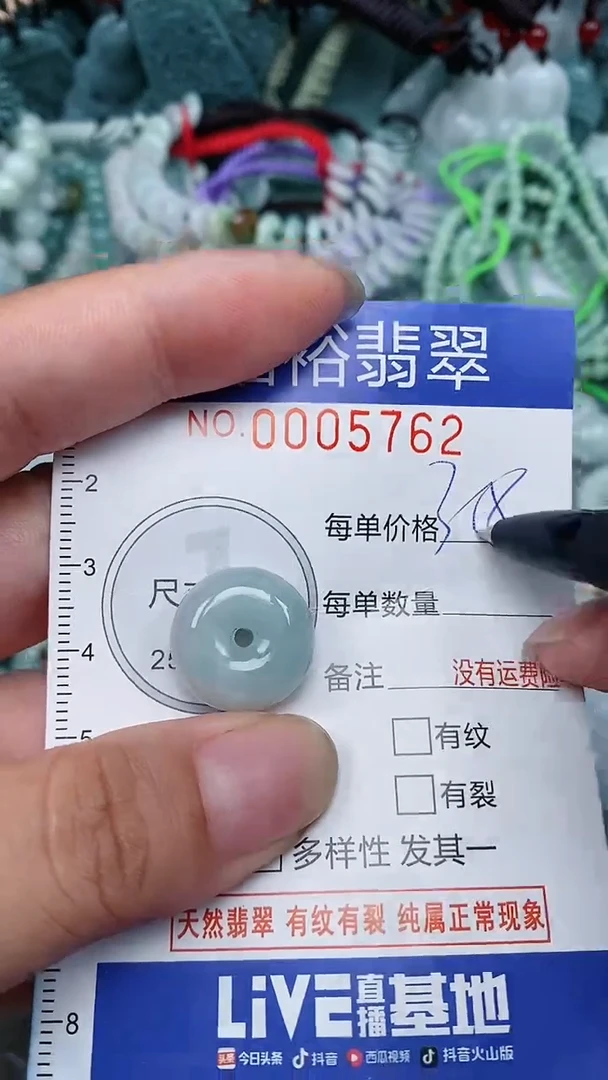 裕翡翠
NO.0005762
2
每单价格 38
3
尺
每单数量
4
25
备注 没有运费险
5
有纹
有裂
多样性 发其一
天然翡翠 有纹有裂 纯属正常现象
8
LiVE直播基地
头条 今日头条 抖音 西瓜视频 抖音火山版